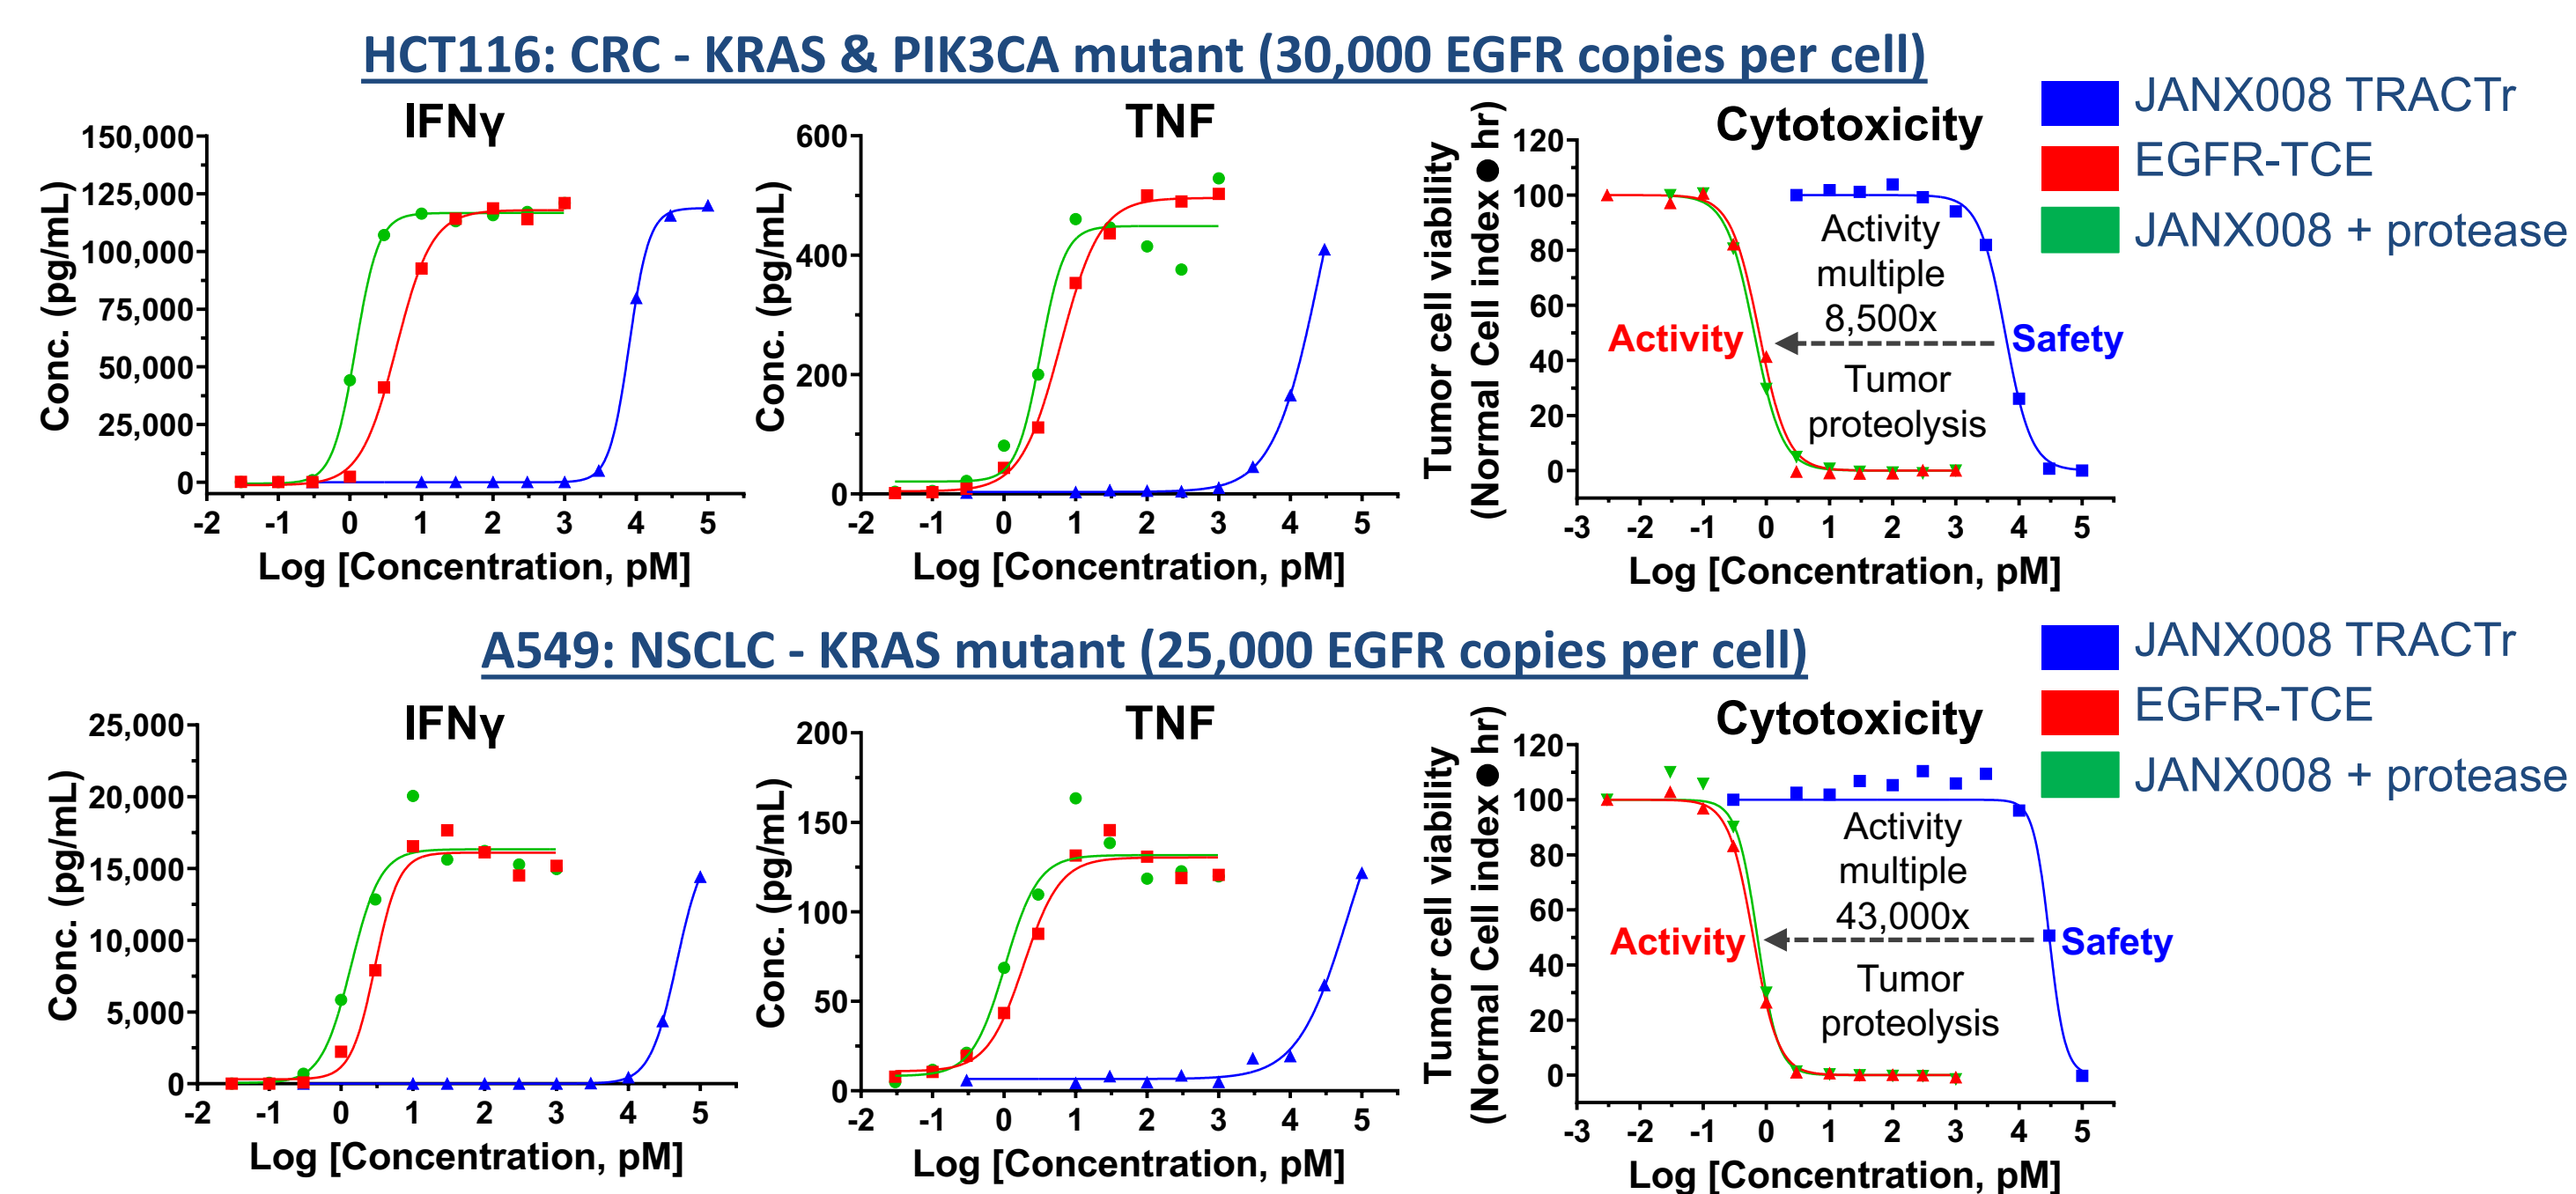 HCT116: CRC - KRAS & PIK3CA mutant (30,000 EGFR copies per cell)
JANX008 TRACTr
EGFR-TCE
JANX008 + protease
IFNγ
Conc. (pg/mL)
150,000
125,000
100,000
75,000
50,000
25,000
0
-2 -1 0 1 2 3 4 5
Log [Concentration, pM]
TNF
Conc. (pg/mL)
600
400
200
0
-2 -1 0 1 2 3 4 5
Log [Concentration, pM]
Cytotoxicity
Tumor cell viability
(Normal Cell index ● hr)
120
100
80
60
40
20
0
Activity
multiple
8,500x
Activity
Safety
Tumor
proteolysis
-3 -2 -1 0 1 2 3 4 5
Log [Concentration, pM]
A549: NSCLC - KRAS mutant (25,000 EGFR copies per cell)
JANX008 TRACTr
EGFR-TCE
JANX008 + protease
IFNγ
Conc. (pg/mL)
25,000
20,000
15,000
10,000
5,000
0
-2 -1 0 1 2 3 4 5
Log [Concentration, pM]
TNF
Conc. (pg/mL)
200
150
100
50
0
-2 -1 0 1 2 3 4 5
Log [Concentration, pM]
Cytotoxicity
Tumor cell viability
(Normal Cell index ● hr)
120
100
80
60
40
20
0
Activity
multiple
43,000x
Activity
Safety
Tumor
proteolysis
-3 -2 -1 0 1 2 3 4 5
Log [Concentration, pM]